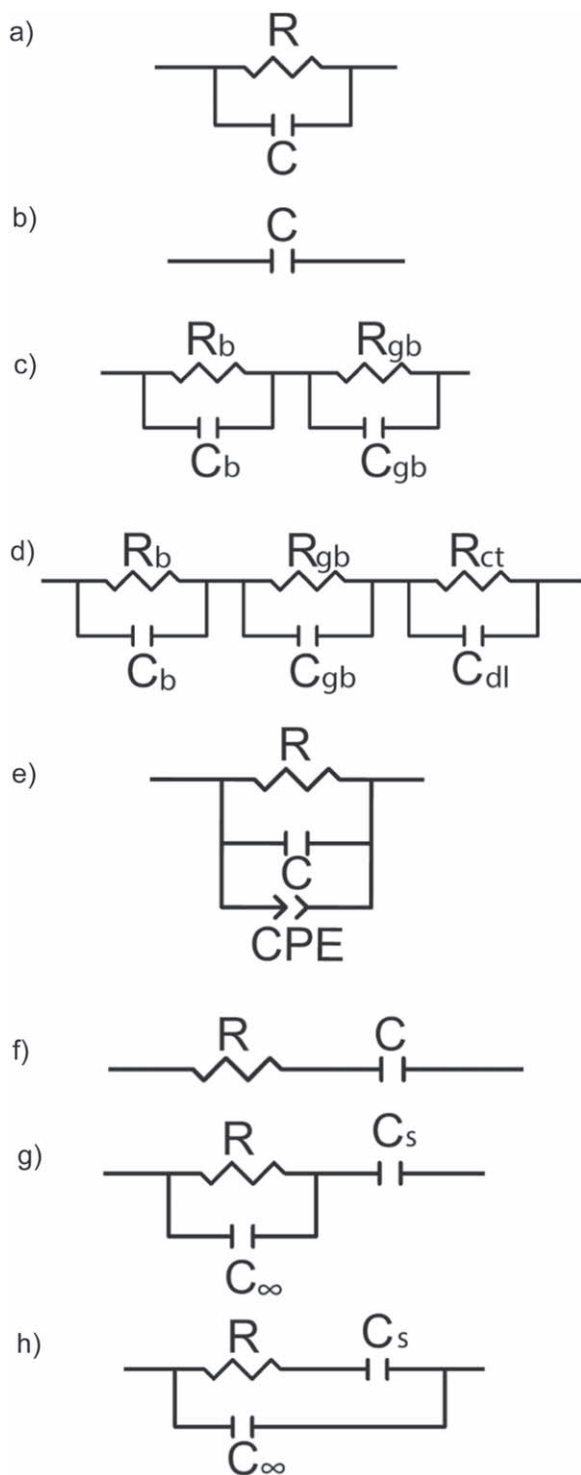 a)
R
C
b)
C
c)
Rb Rgb
Cb Cgb
d)
Rb Rgb Rct
Cb Cgb Cdl
e)
R
C
CPE
f)
R C
g)
R Cs
C∞
h)
R Cs
C∞